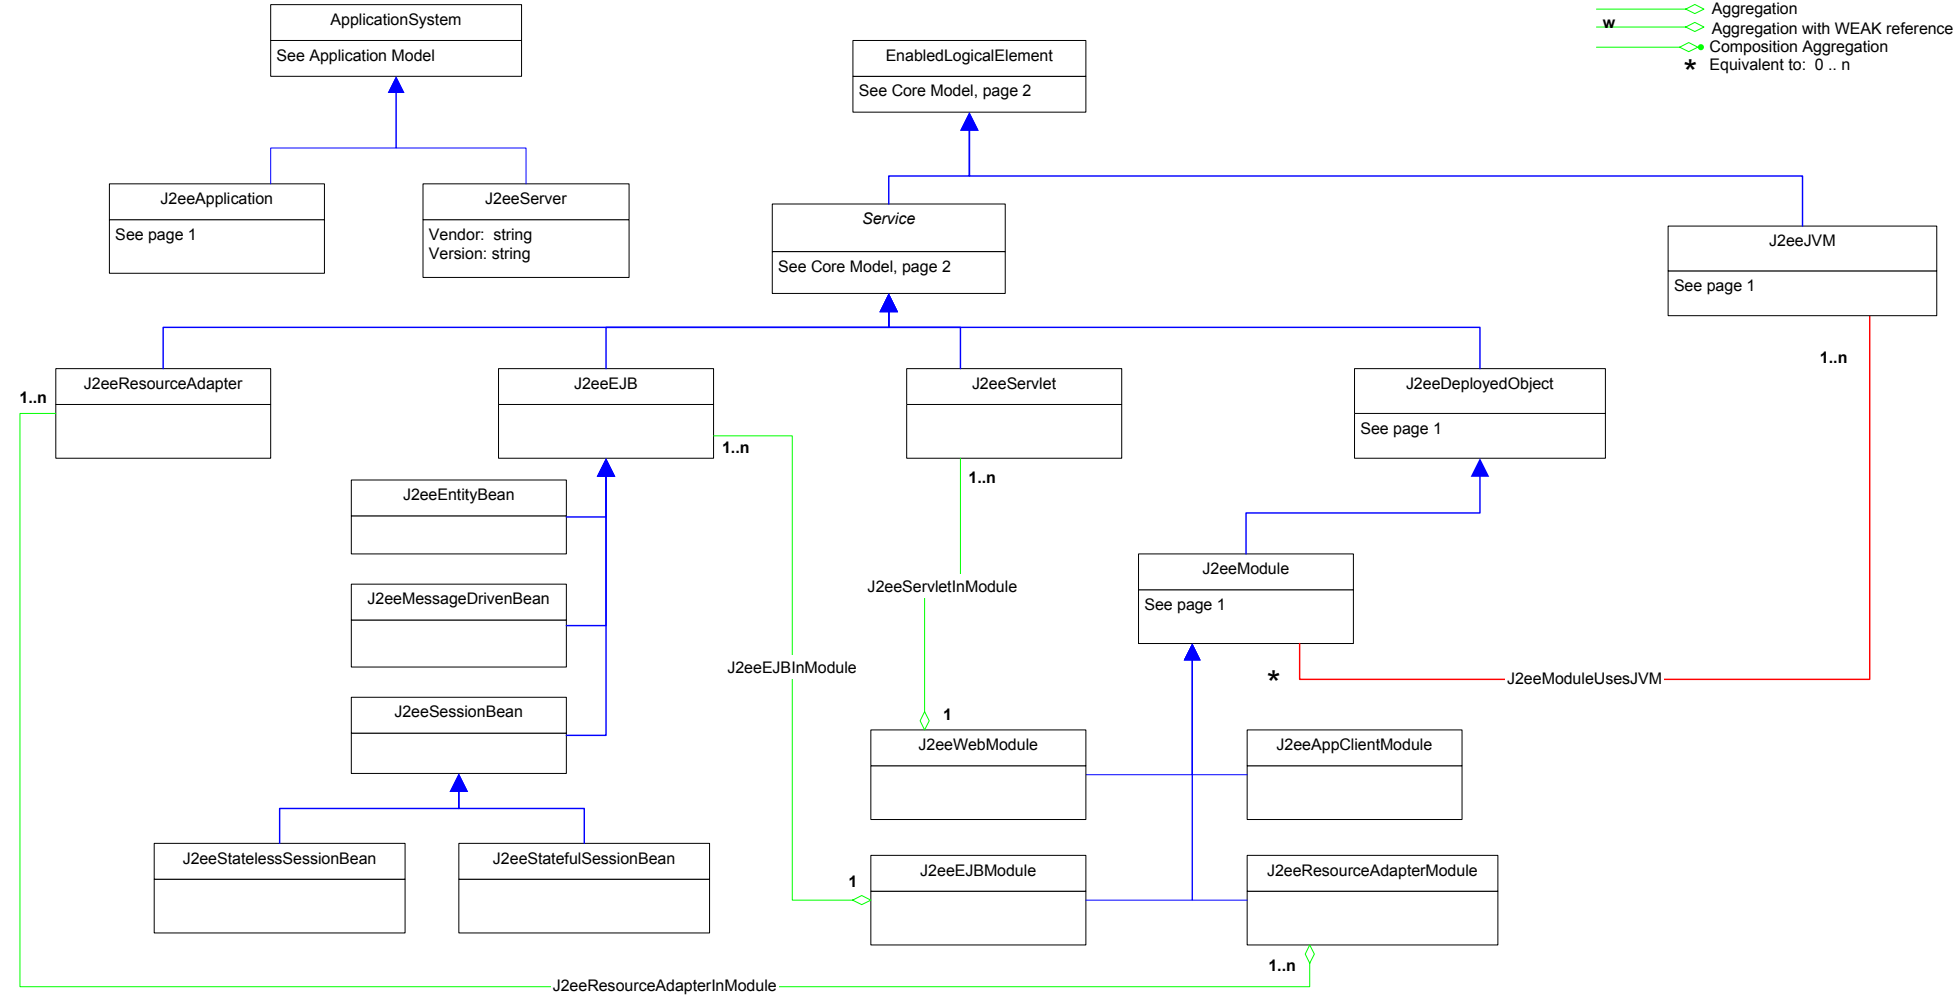 Aggregation
w
Aggregation with WEAK reference
Composition Aggregation
* Equivalent to: 0 .. n
ApplicationSystem
See Application Model
EnabledLogicalElement
See Core Model, page 2
J2eeApplication
See page 1
J2eeServer
Vendor: string
Version: string
Service
See Core Model, page 2
J2eeJVM
See page 1
1..n
J2eeResourceAdapter
1..n
J2eeEJB
1..n
J2eeServlet
1..n
J2eeDeployedObject
See page 1
J2eeEntityBean
J2eeMessageDrivenBean
J2eeServletInModule
J2eeModule
See page 1
J2eeEJBInModule
*
J2eeModuleUsesJVM
J2eeSessionBean
1
J2eeWebModule
J2eeAppClientModule
J2eeStatelessSessionBean
J2eeStatefulSessionBean
1
J2eeEJBModule
J2eeResourceAdapterModule
1..n
J2eeResourceAdapterInModule